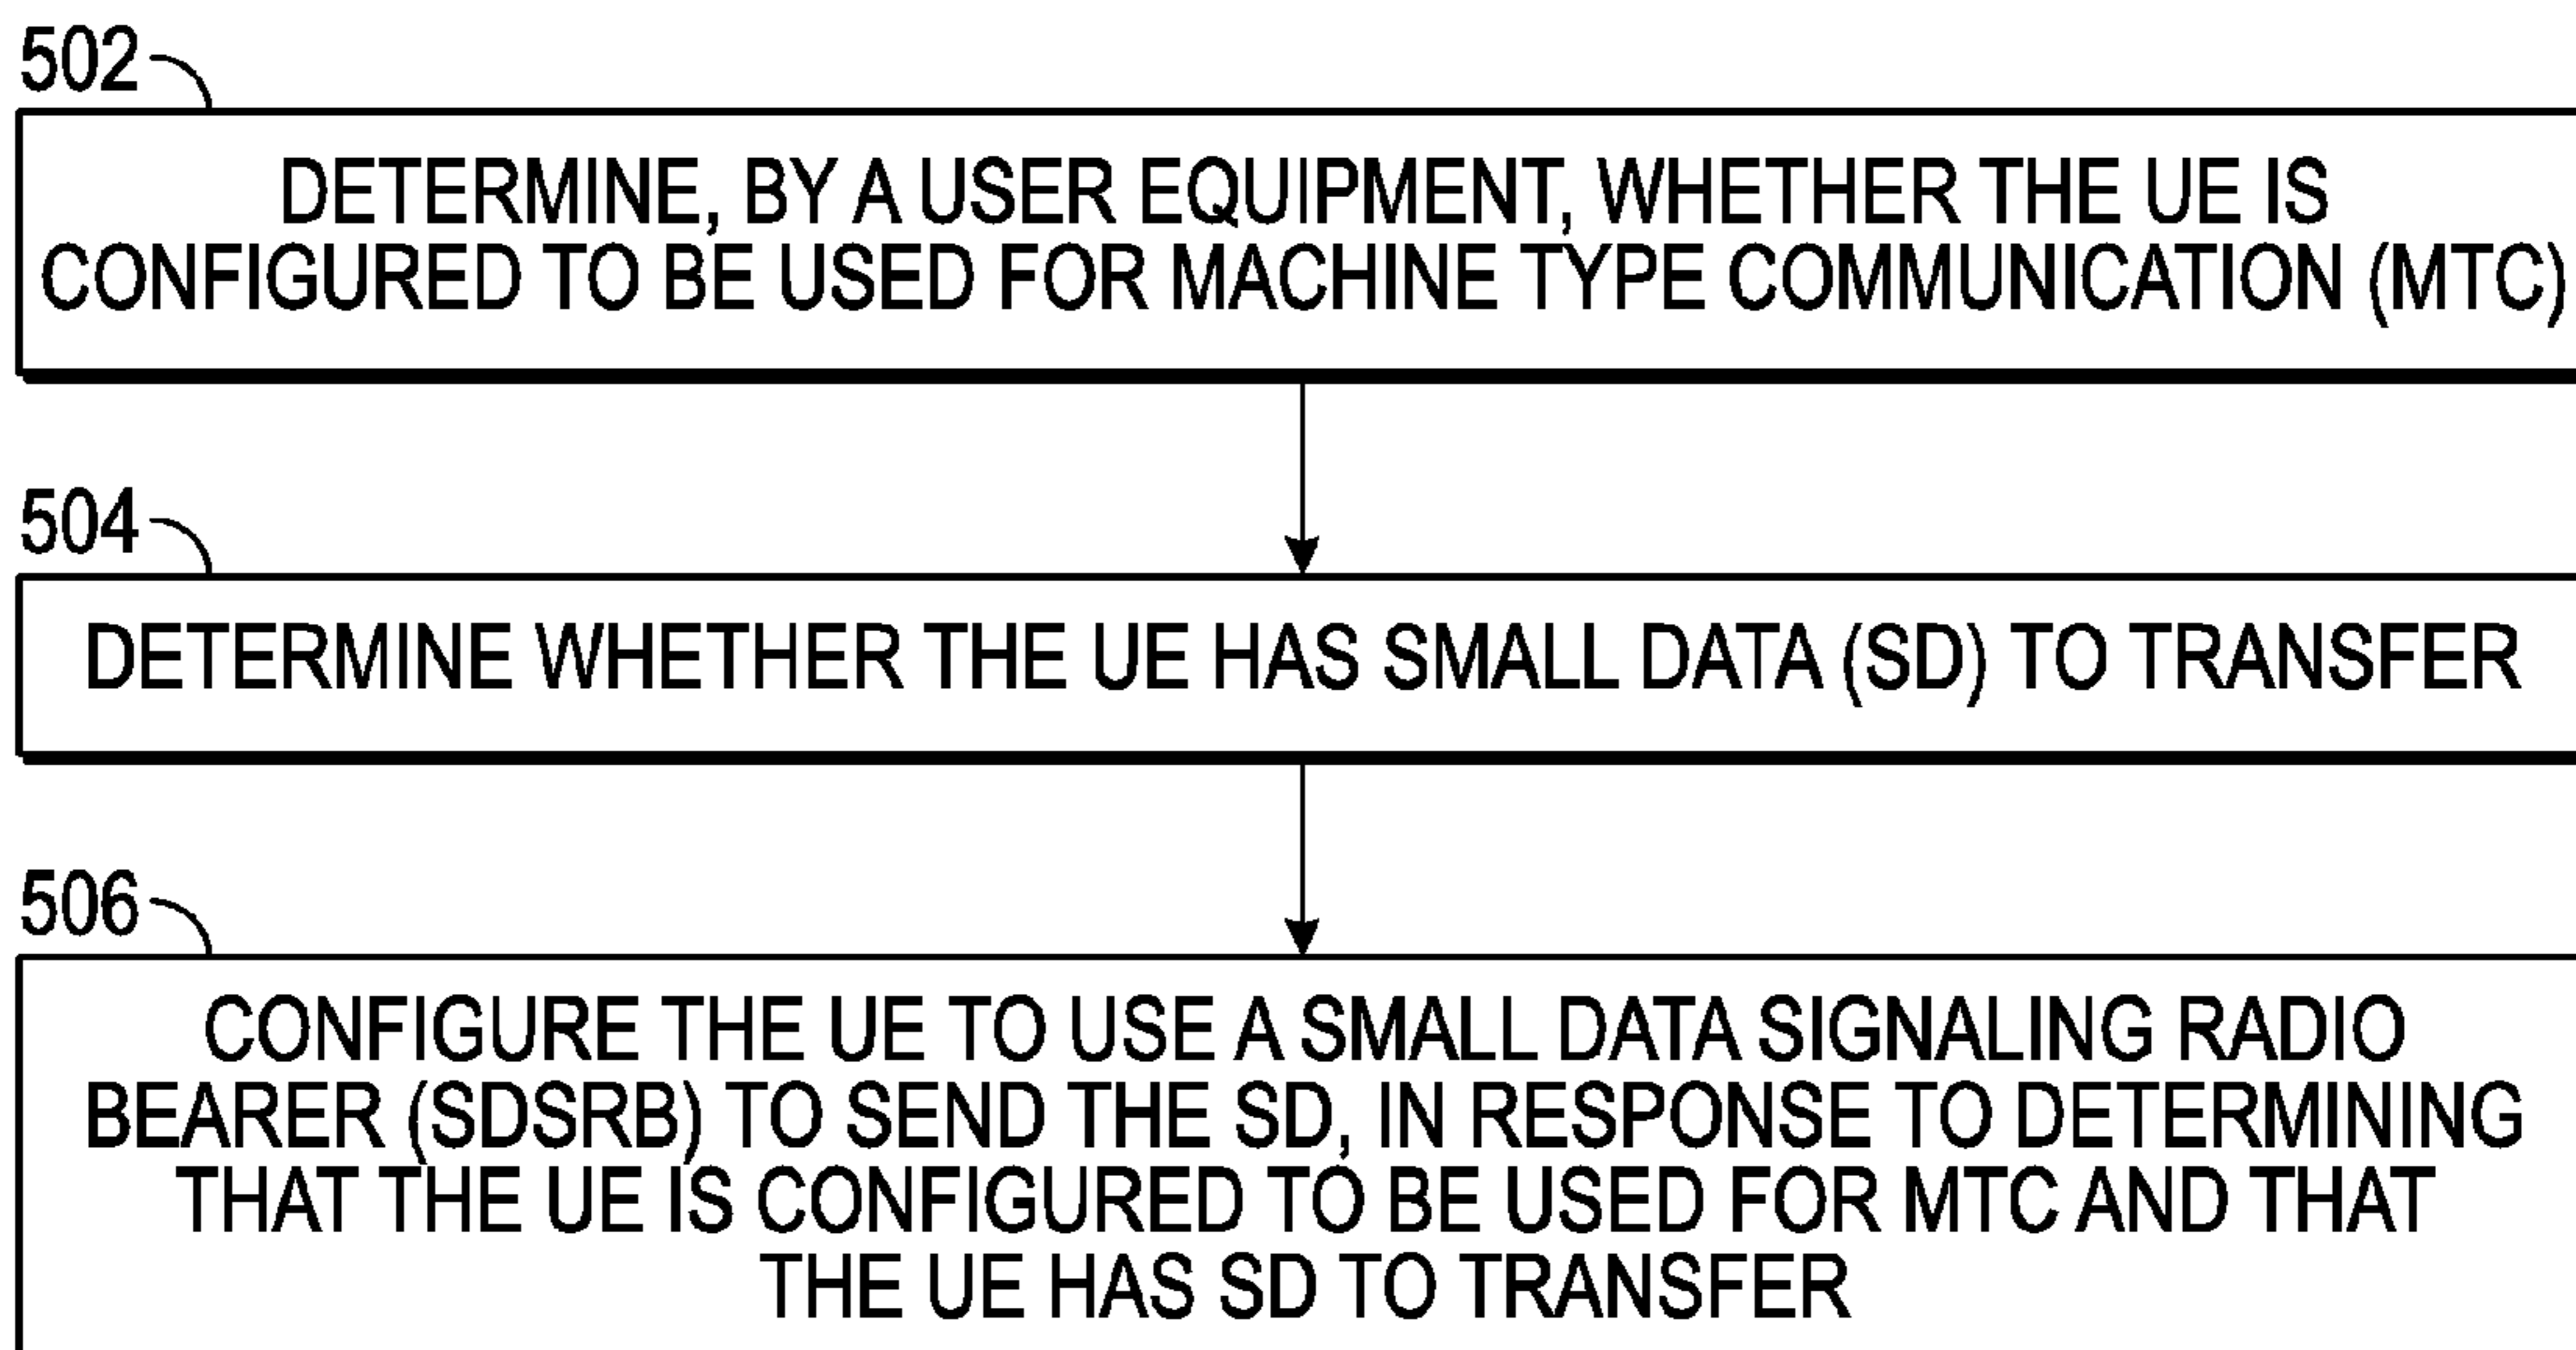 502
DETERMINE, BY A USER EQUIPMENT, WHETHER THE UE IS
CONFIGURED TO BE USED FOR MACHINE TYPE COMMUNICATION (MTC)
504
DETERMINE WHETHER THE UE HAS SMALL DATA (SD) TO TRANSFER
506
CONFIGURE THE UE TO USE A SMALL DATA SIGNALING RADIO
BEARER (SDSRB) TO SEND THE SD, IN RESPONSE TO DETERMINING
THAT THE UE IS CONFIGURED TO BE USED FOR MTC AND THAT
THE UE HAS SD TO TRANSFER